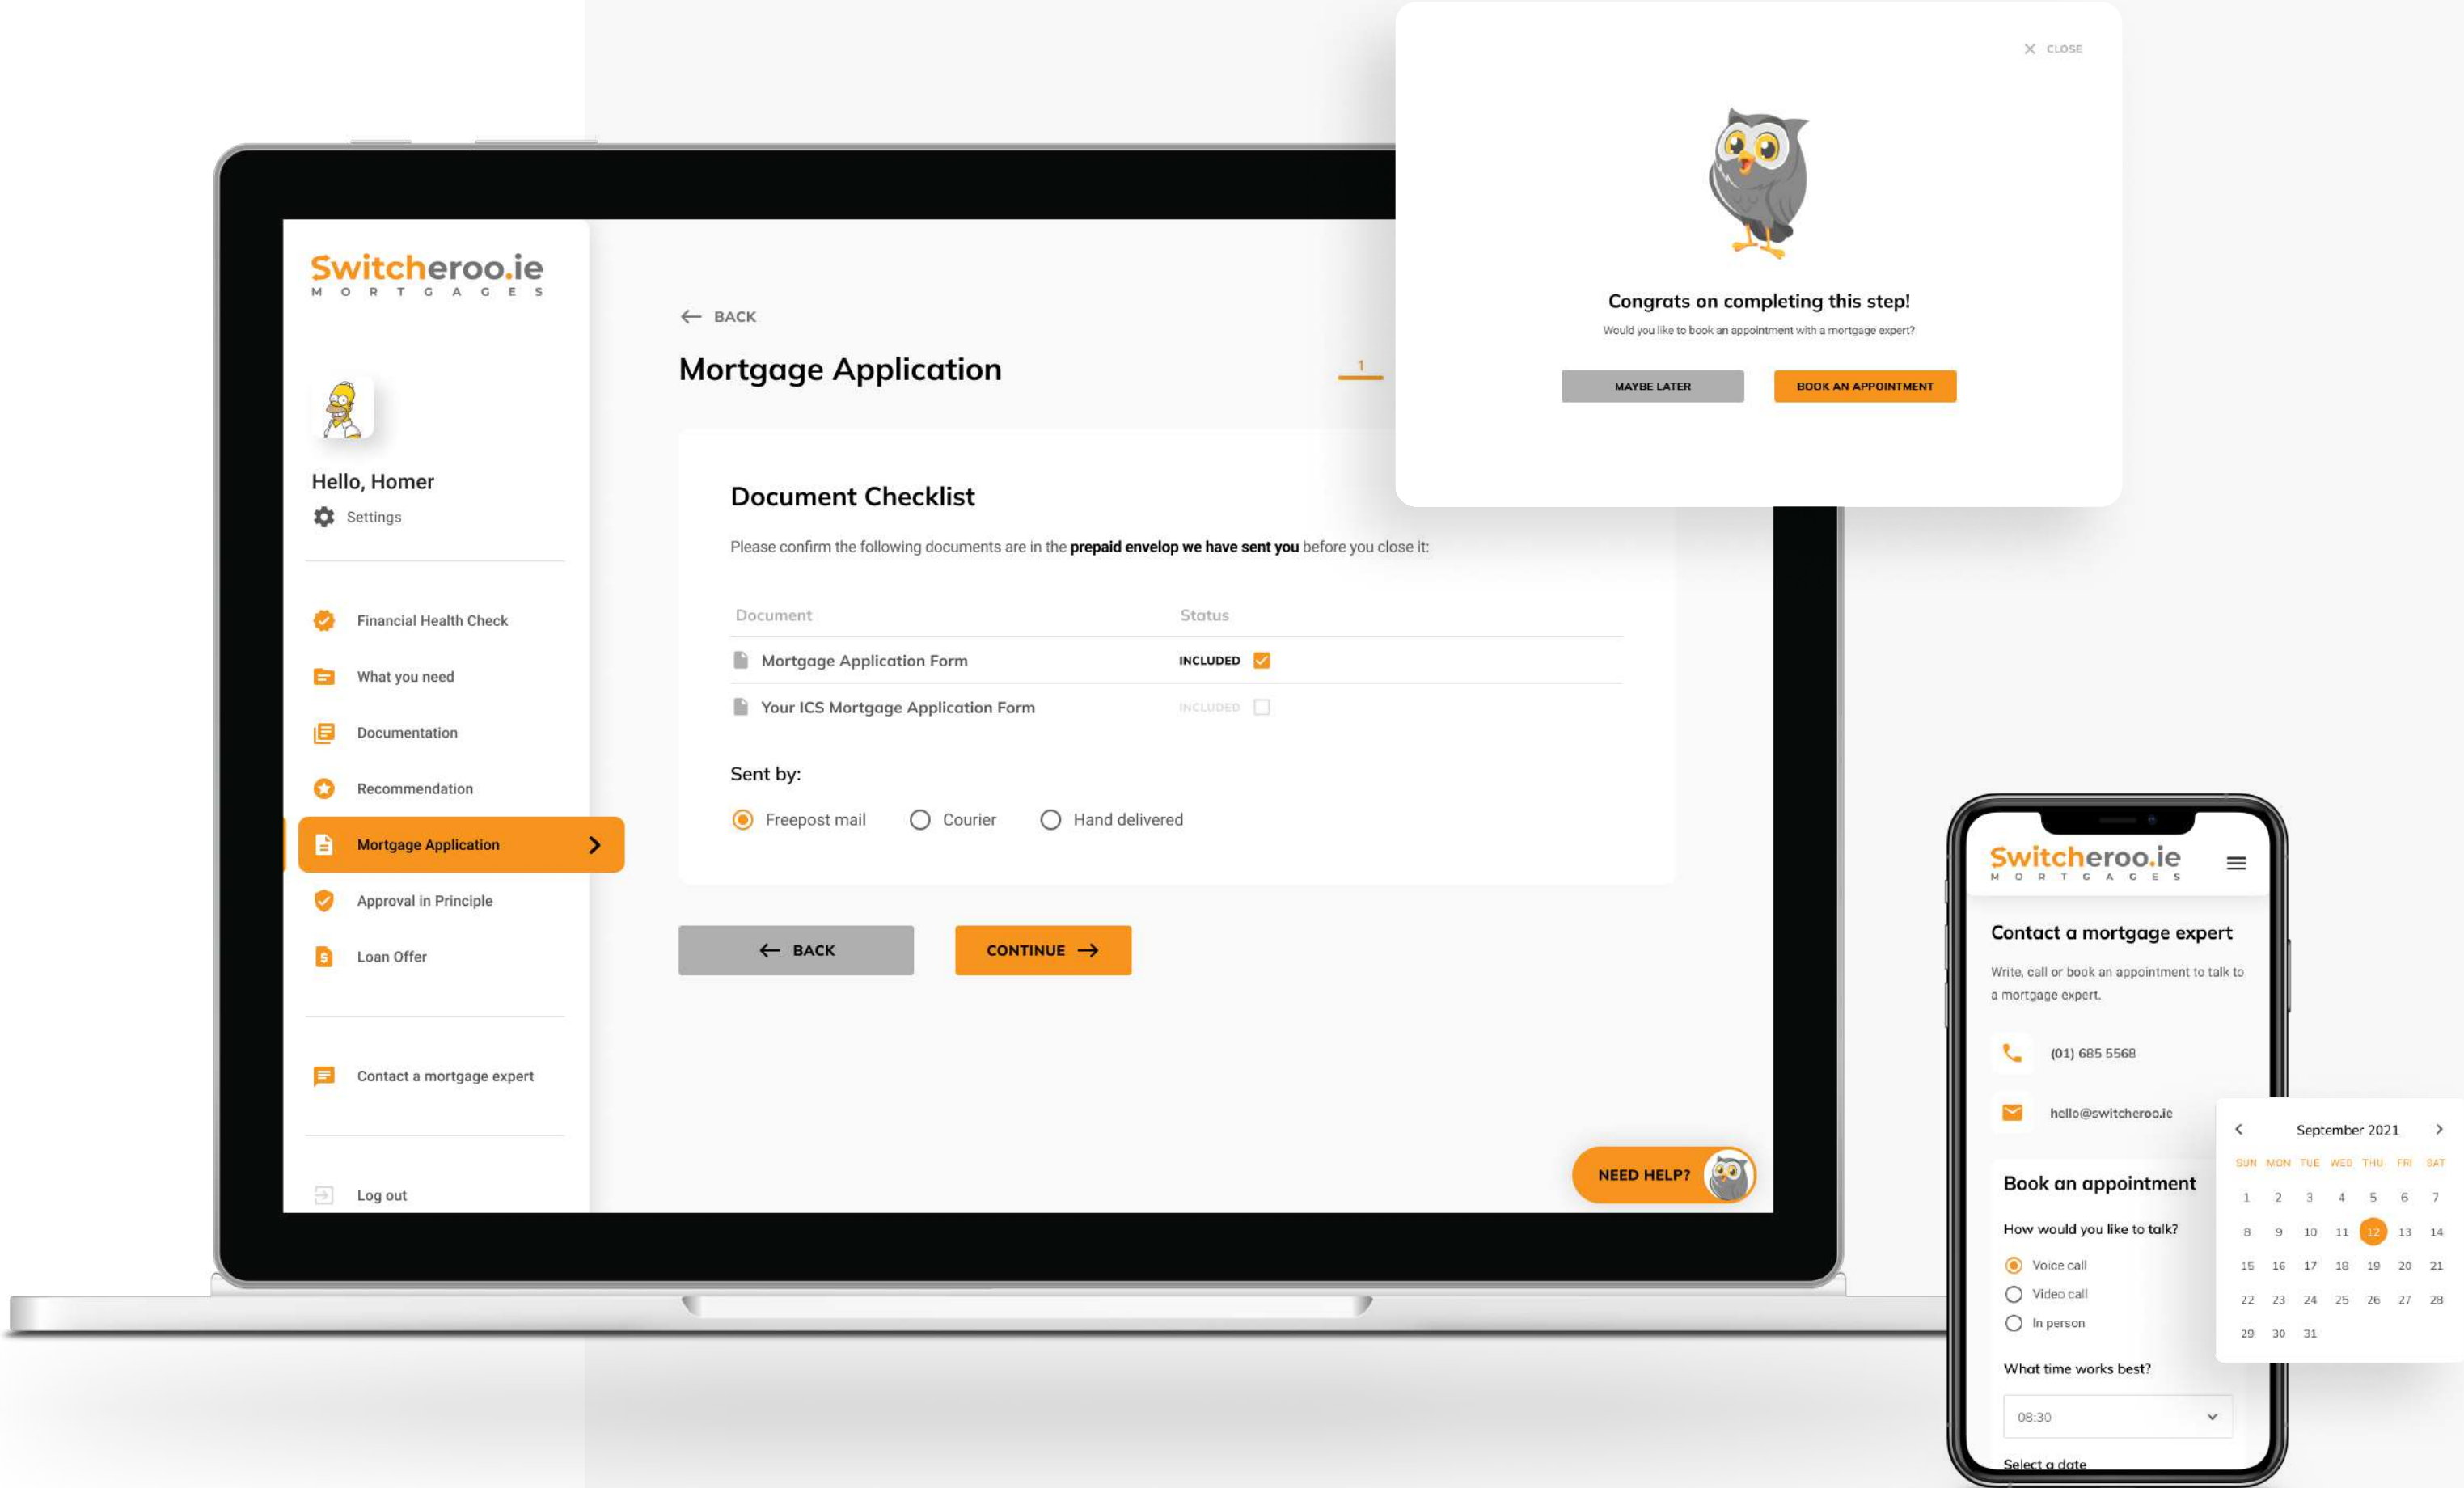 Switcheroo.ie
MORTGAGES
Hello, Homer
Settings
Financial Health Check
What you need
Documentation
Recommendation
Mortgage Application
Approval in Principle
Loan Offer
Contact a mortgage expert
Log out
BACK
Mortgage Application
1
Document Checklist
Please confirm the following documents are in the prepaid envelop we have sent you before you close it:
Document Status
Mortgage Application Form INCLUDED
Your ICS Mortgage Application Form INCLUDED
Sent by:
Freepost mail Courier Hand delivered
BACK CONTINUE
NEED HELP?
CLOSE
Congrats on completing this step!
Would you like to book an appointment with a mortgage expert?
MAYBE LATER BOOK AN APPOINTMENT
Switcheroo.ie
MORTGAGES
Contact a mortgage expert
Write, call or book an appointment to talk to
a mortgage expert.
(01) 685 5568
hello@switcheroo.ie
Book an appointment
How would you like to talk?
Voice call
Video call
In person
What time works best?
08:30
Select a date
September 2021
SUN MON TUE WED THU FRI SAT
1 2 3 4 5 6 7
8 9 10 11 12 13 14
15 16 17 18 19 20 21
22 23 24 25 26 27 28
29 30 31